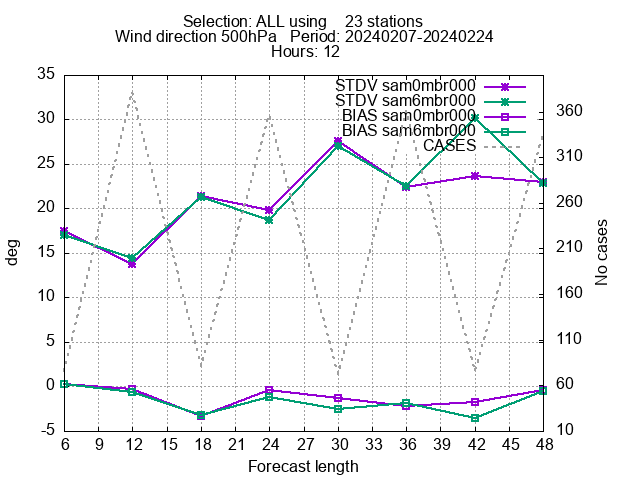 Selection: ALL using    23 stations
Wind direction 500hPa   Period: 20240207-20240224
Hours: 12
STDV sam0mbr000
STDV sam6mbr000
BIAS sam0mbr000
BIAS sam6mbr000
CASES
35
30
25
20
15
10
5
0
-5
deg
360
310
260
210
160
110
60
10
No cases
6 9 12 15 18 21 24 27 30 33 36 39 42 45 48
Forecast length